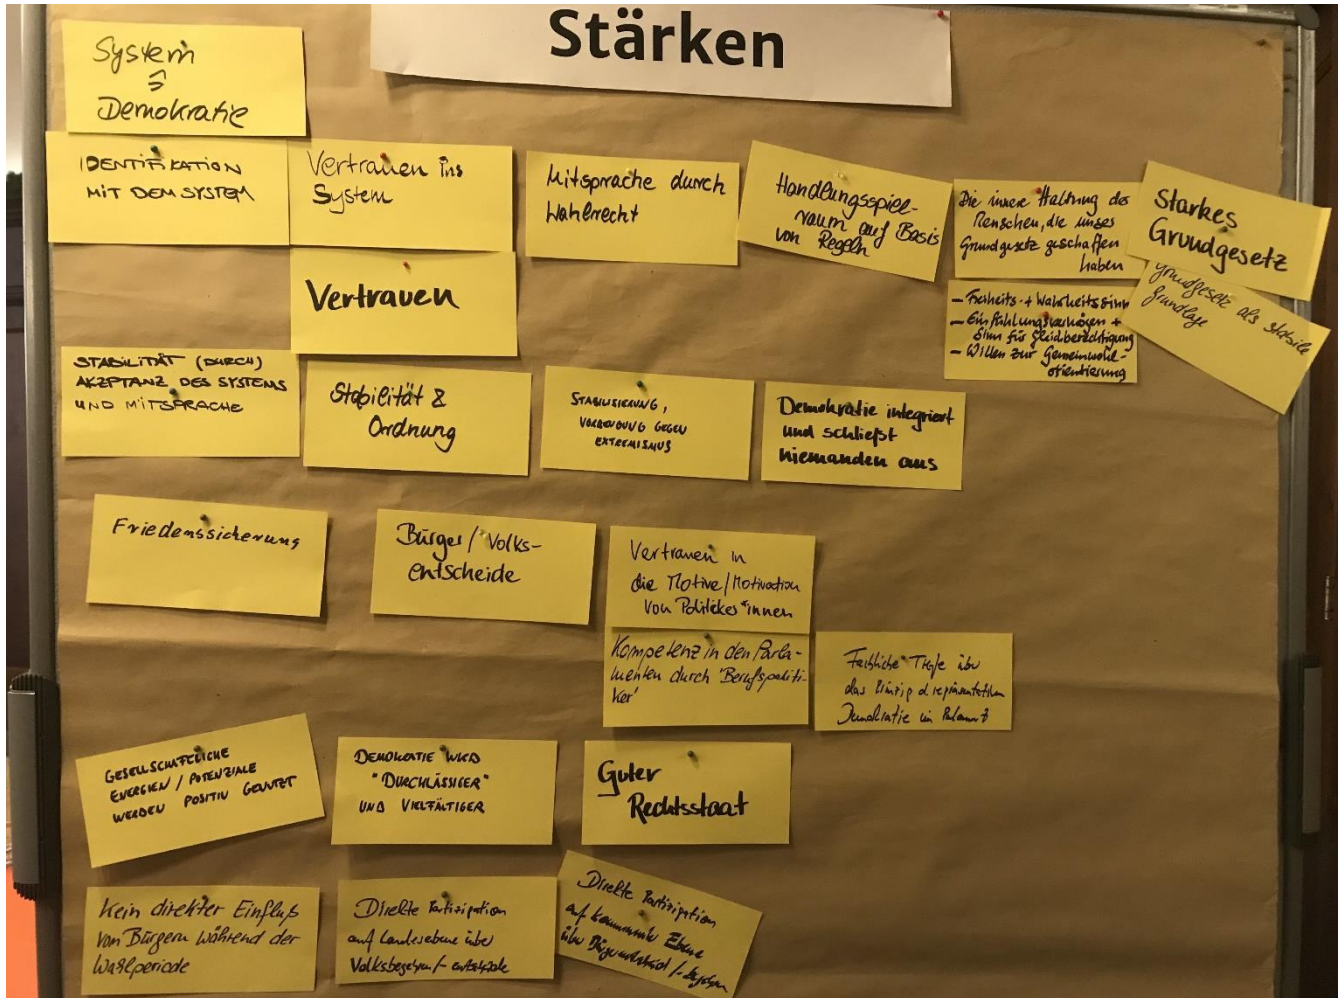 Stärken
System
≙
Demokratie
IDENTIFIKATION
MIT DEM SYSTEM
Vertrauen ins
System
Mitsprache durch
Wahlrecht
Handlungsspiel-
raum auf Basis
von Regeln
Die innere Haltung der
Menschen, die unser
Grundgesetz geschaffen
haben
Starkes
Grundgesetz
Vertrauen
- Freiheits- + Wahrheitssinn
- Einfühlungsvermögen +
Sinn für Gleichberechtigung
- Willen zur Gemeinwohl-
orientierung
Grundgesetz als stabile
Grundlage
STABILITÄT (DURCH)
AKZEPTANZ DES SYSTEMS
UND MITSPRACHE
Stabilität &
Ordnung
STABILISIERUNG,
VORBEUGUNG GEGEN
EXTREMISMUS
Demokratie integriert
und schließt
niemanden aus
Friedenssicherung
Bürger/Volks-
entscheide
Vertrauen in
die Motive/Motivation
von Politiker*innen
Kompetenz in den Parla-
menten durch 'Berufspoliti-
ker'
Fachliche Tiefe über
das Prinzip d repräsentativen
Demokratie im Parlament
GESELLSCHAFTLICHE
ENERGIEN / POTENZIALE
WERDEN POSITIV GENUTZT
DEMOKRATIE WIRD
"DURCHLÄSSIGER"
UND VIELFÄLTIGER
Guter
Rechtsstaat
Kein direkter Einfluß
von Bürgern während der
Wahlperiode
Direkte Partizipation
auf Landesebene über
Volksbegehren/-entscheide
Direkte Partizipation
auf kommunaler Ebene
über Bürgerentscheid/-begehren